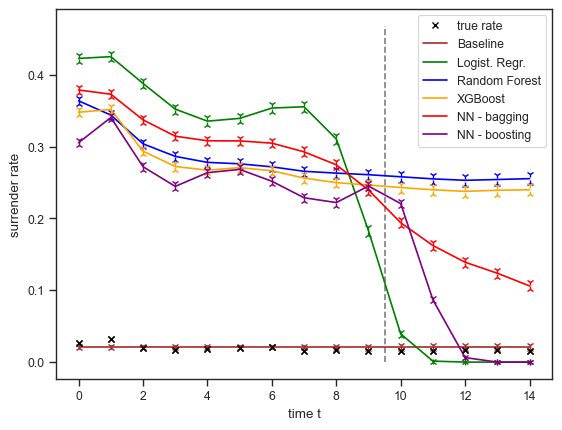 true rate
Baseline
Logist. Regr.
Random Forest
XGBoost
NN - bagging
NN - boosting
surrender rate
0.4
0.3
0.2
0.1
0.0
0 2 4 6 8 10 12 14
time t